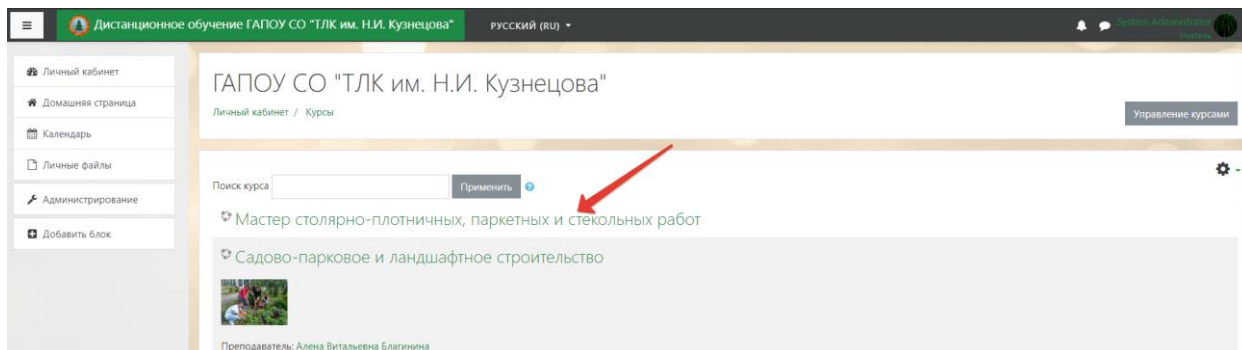 Дистанционное обучение ГАПОУ СО "ТЛК им. Н.И. Кузнецова"
РУССКИЙ (RU)
System Administrator
Учитель
Личный кабинет
Домашняя страница
Календарь
Личные файлы
Администрирование
Добавить блок
ГАПОУ СО "ТЛК им. Н.И. Кузнецова"
Личный кабинет / Курсы
Управление курсами
Поиск курса
Применить
Мастер столярно-плотничных, паркетных и стекольных работ
Садово-парковое и ландшафтное строительство
Преподаватель: Алена Витальевна Благинина